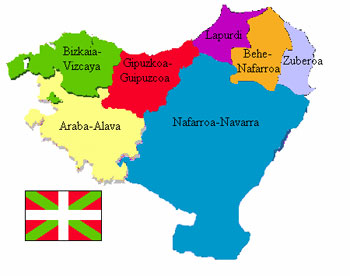 Bizkaia-
Vizcaya
Gipuzkoa-
Guipuzcoa
Lapurdi
Behe-
Nafarroa
Zuberoa
Araba-Alava
Nafarroa-Navarra